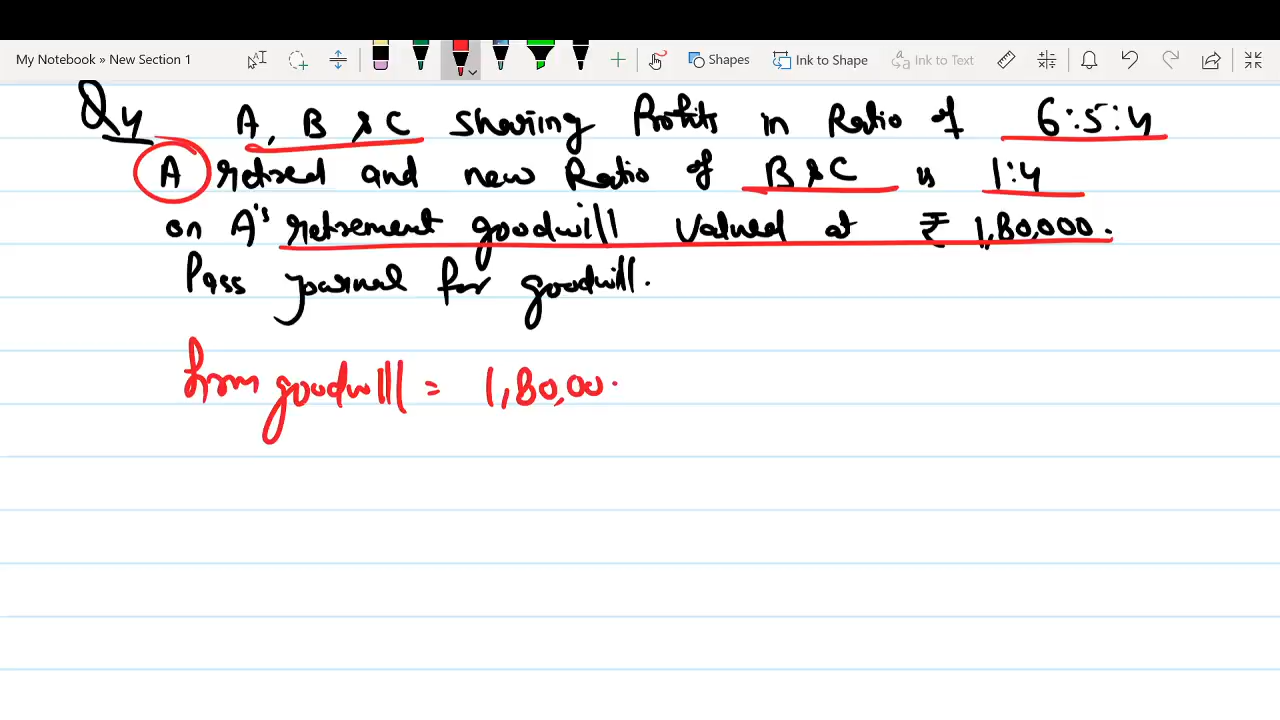 My Notebook » New Section 1
Shapes
Ink to Shape
Ink to Text
Q4 A, B & C Sharing Profits in Ratio of 6:5:4
A retired and new Ratio of B & C is 1:4
on A's retirement goodwill Valued at ₹ 1,80,000.
Pass journal for goodwill.
firm goodwill = 1,80,00